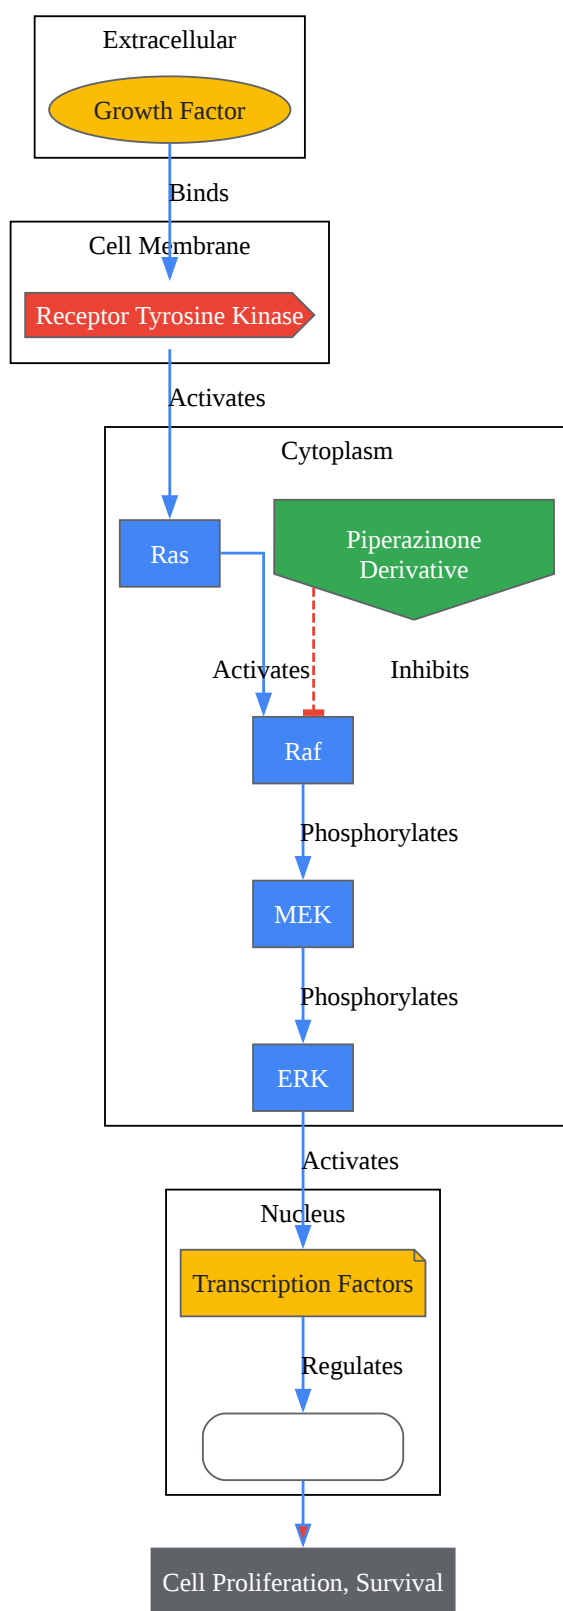 Extracellular
Growth Factor
Binds
Cell Membrane
Receptor Tyrosine Kinase
Activates
Cytoplasm
Ras
Piperazinone
Derivative
Activates
Inhibits
Raf
Phosphorylates
MEK
Phosphorylates
ERK
Activates
Nucleus
Transcription Factors
Regulates
Cell Proliferation, Survival